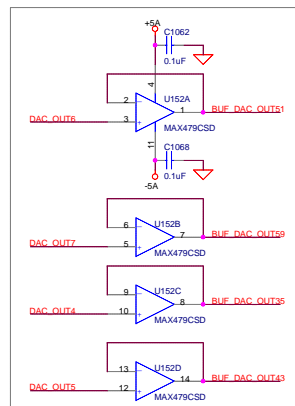 +5A
C1062
0.1uF
4
U152A
2
1
BUF_DAC_OUT51
DAC_OUT6
3
MAX479CSD
11
C1068
0.1uF
-5A
U152B
6
7
BUF_DAC_OUT59
DAC_OUT7
5
MAX479CSD
U152C
9
8
BUF_DAC_OUT35
DAC_OUT4
10
MAX479CSD
U152D
13
14
BUF_DAC_OUT43
DAC_OUT5
12
MAX479CSD